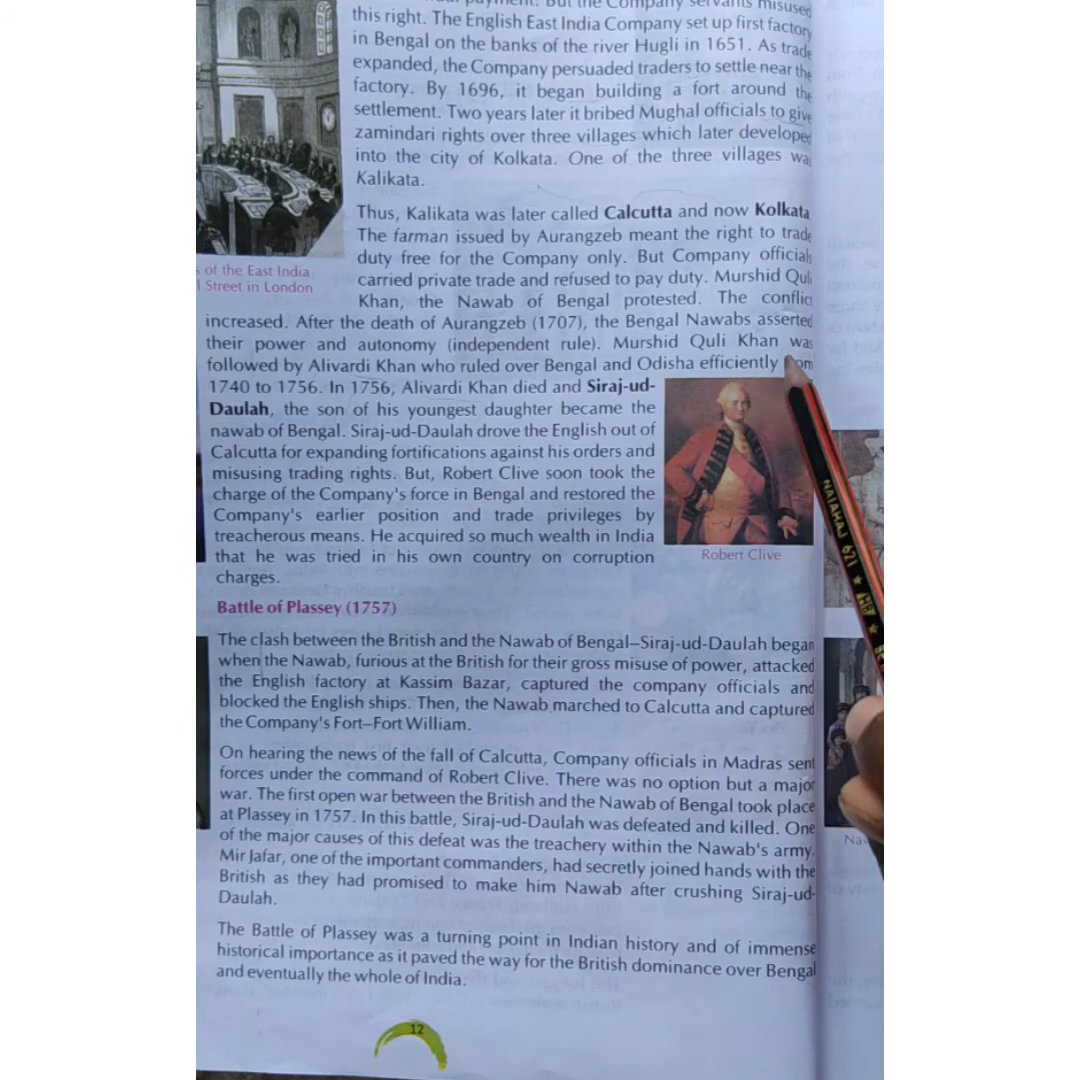 payment. But the Company servants misused
this right. The English East India Company set up first factory
in Bengal on the banks of the river Hugli in 1651. As trade
expanded, the Company persuaded traders to settle near the
factory. By 1696, it began building a fort around the
settlement. Two years later it bribed Mughal officials to give
zamindari rights over three villages which later developed
into the city of Kolkata. One of the three villages was
Kalikata.
Thus, Kalikata was later called Calcutta and now Kolkata
The farman issued by Aurangzeb meant the right to trade
duty free for the Company only. But Company officials
carried private trade and refused to pay duty. Murshid Quli
Khan, the Nawab of Bengal protested. The conflict
s of the East India
l Street in London
increased. After the death of Aurangzeb (1707), the Bengal Nawabs asserted
their power and autonomy (independent rule). Murshid Quli Khan was
followed by Alivardi Khan who ruled over Bengal and Odisha efficiently from
1740 to 1756. In 1756, Alivardi Khan died and Siraj-ud-
Daulah, the son of his youngest daughter became the
nawab of Bengal. Siraj-ud-Daulah drove the English out of
Calcutta for expanding fortifications against his orders and
misusing trading rights. But, Robert Clive soon took the
charge of the Company's force in Bengal and restored the
Company's earlier position and trade privileges by
treacherous means. He acquired so much wealth in India
that he was tried in his own country on corruption
charges.
Robert Clive
NATARAJ 621 ★ HB ★
Battle of Plassey (1757)
The clash between the British and the Nawab of Bengal–Siraj-ud-Daulah began
when the Nawab, furious at the British for their gross misuse of power, attacked
the English factory at Kassim Bazar, captured the company officials and
blocked the English ships. Then, the Nawab marched to Calcutta and captured
the Company's Fort–Fort William.
On hearing the news of the fall of Calcutta, Company officials in Madras sent
forces under the command of Robert Clive. There was no option but a major
war. The first open war between the British and the Nawab of Bengal took place
at Plassey in 1757. In this battle, Siraj-ud-Daulah was defeated and killed. One
of the major causes of this defeat was the treachery within the Nawab's army.
Mir Jafar, one of the important commanders, had secretly joined hands with the
British as they had promised to make him Nawab after crushing Siraj-ud-
Daulah.
The Battle of Plassey was a turning point in Indian history and of immense
historical importance as it paved the way for the British dominance over Bengal
and eventually the whole of India.
12